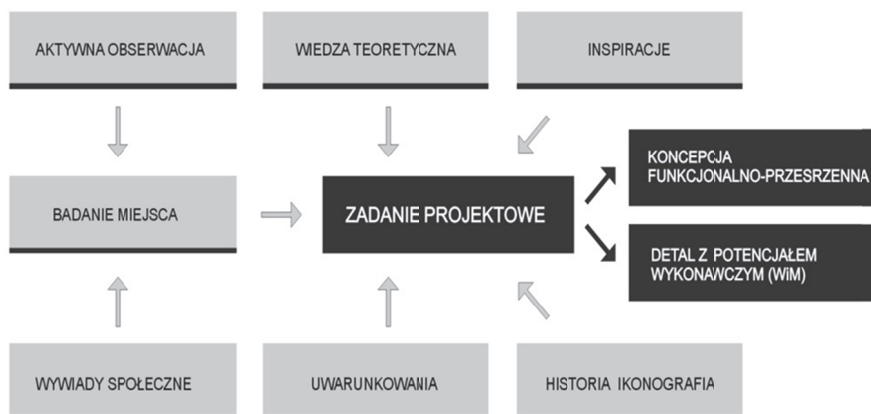 AKTYWNA OBSERWACJA
WIEDZA TEORETYCZNA
INSPIRACJE
BADANIE MIEJSCA
ZADANIE PROJEKTOWE
KONCEPCJA
FUNKCJONALNO-PRZESRZENNA
DETAL Z POTENCJAŁEM
WYKONAWCZYM (WiM)
WYWIADY SPOŁECZNE
UWARUNKOWANIA
HISTORIA IKONOGRAFIA